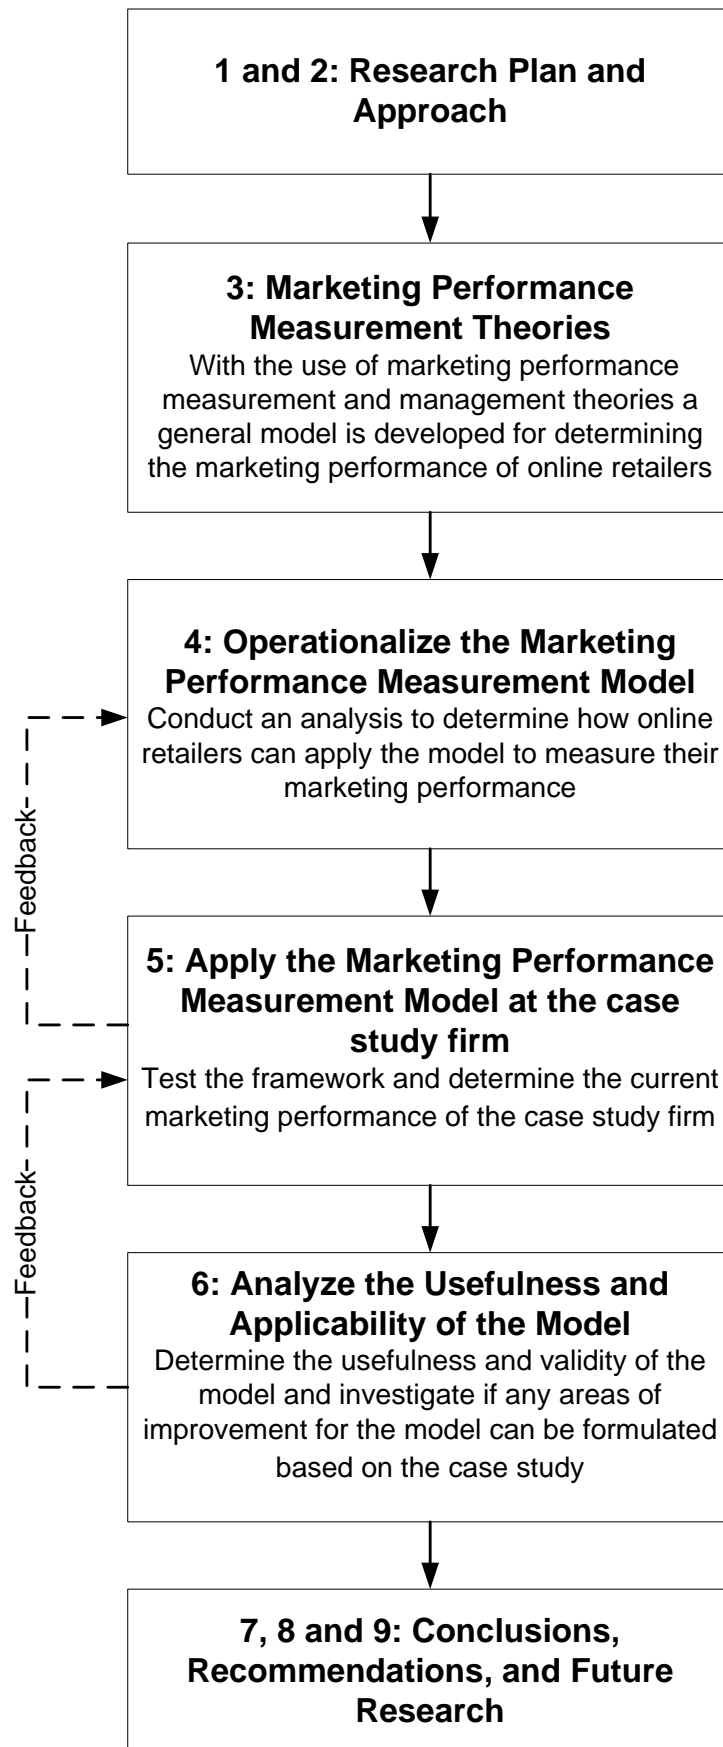 1 and 2: Research Plan and
Approach
3: Marketing Performance
Measurement Theories
With the use of marketing performance
measurement and management theories a
general model is developed for determining
the marketing performance of online retailers
4: Operationalize the Marketing
Performance Measurement Model
Conduct an analysis to determine how online
retailers can apply the model to measure their
marketing performance
Feedback
5: Apply the Marketing Performance
Measurement Model at the case
study firm
Test the framework and determine the current
marketing performance of the case study firm
Feedback
6: Analyze the Usefulness and
Applicability of the Model
Determine the usefulness and validity of the
model and investigate if any areas of
improvement for the model can be formulated
based on the case study
7, 8 and 9: Conclusions,
Recommendations, and Future
Research